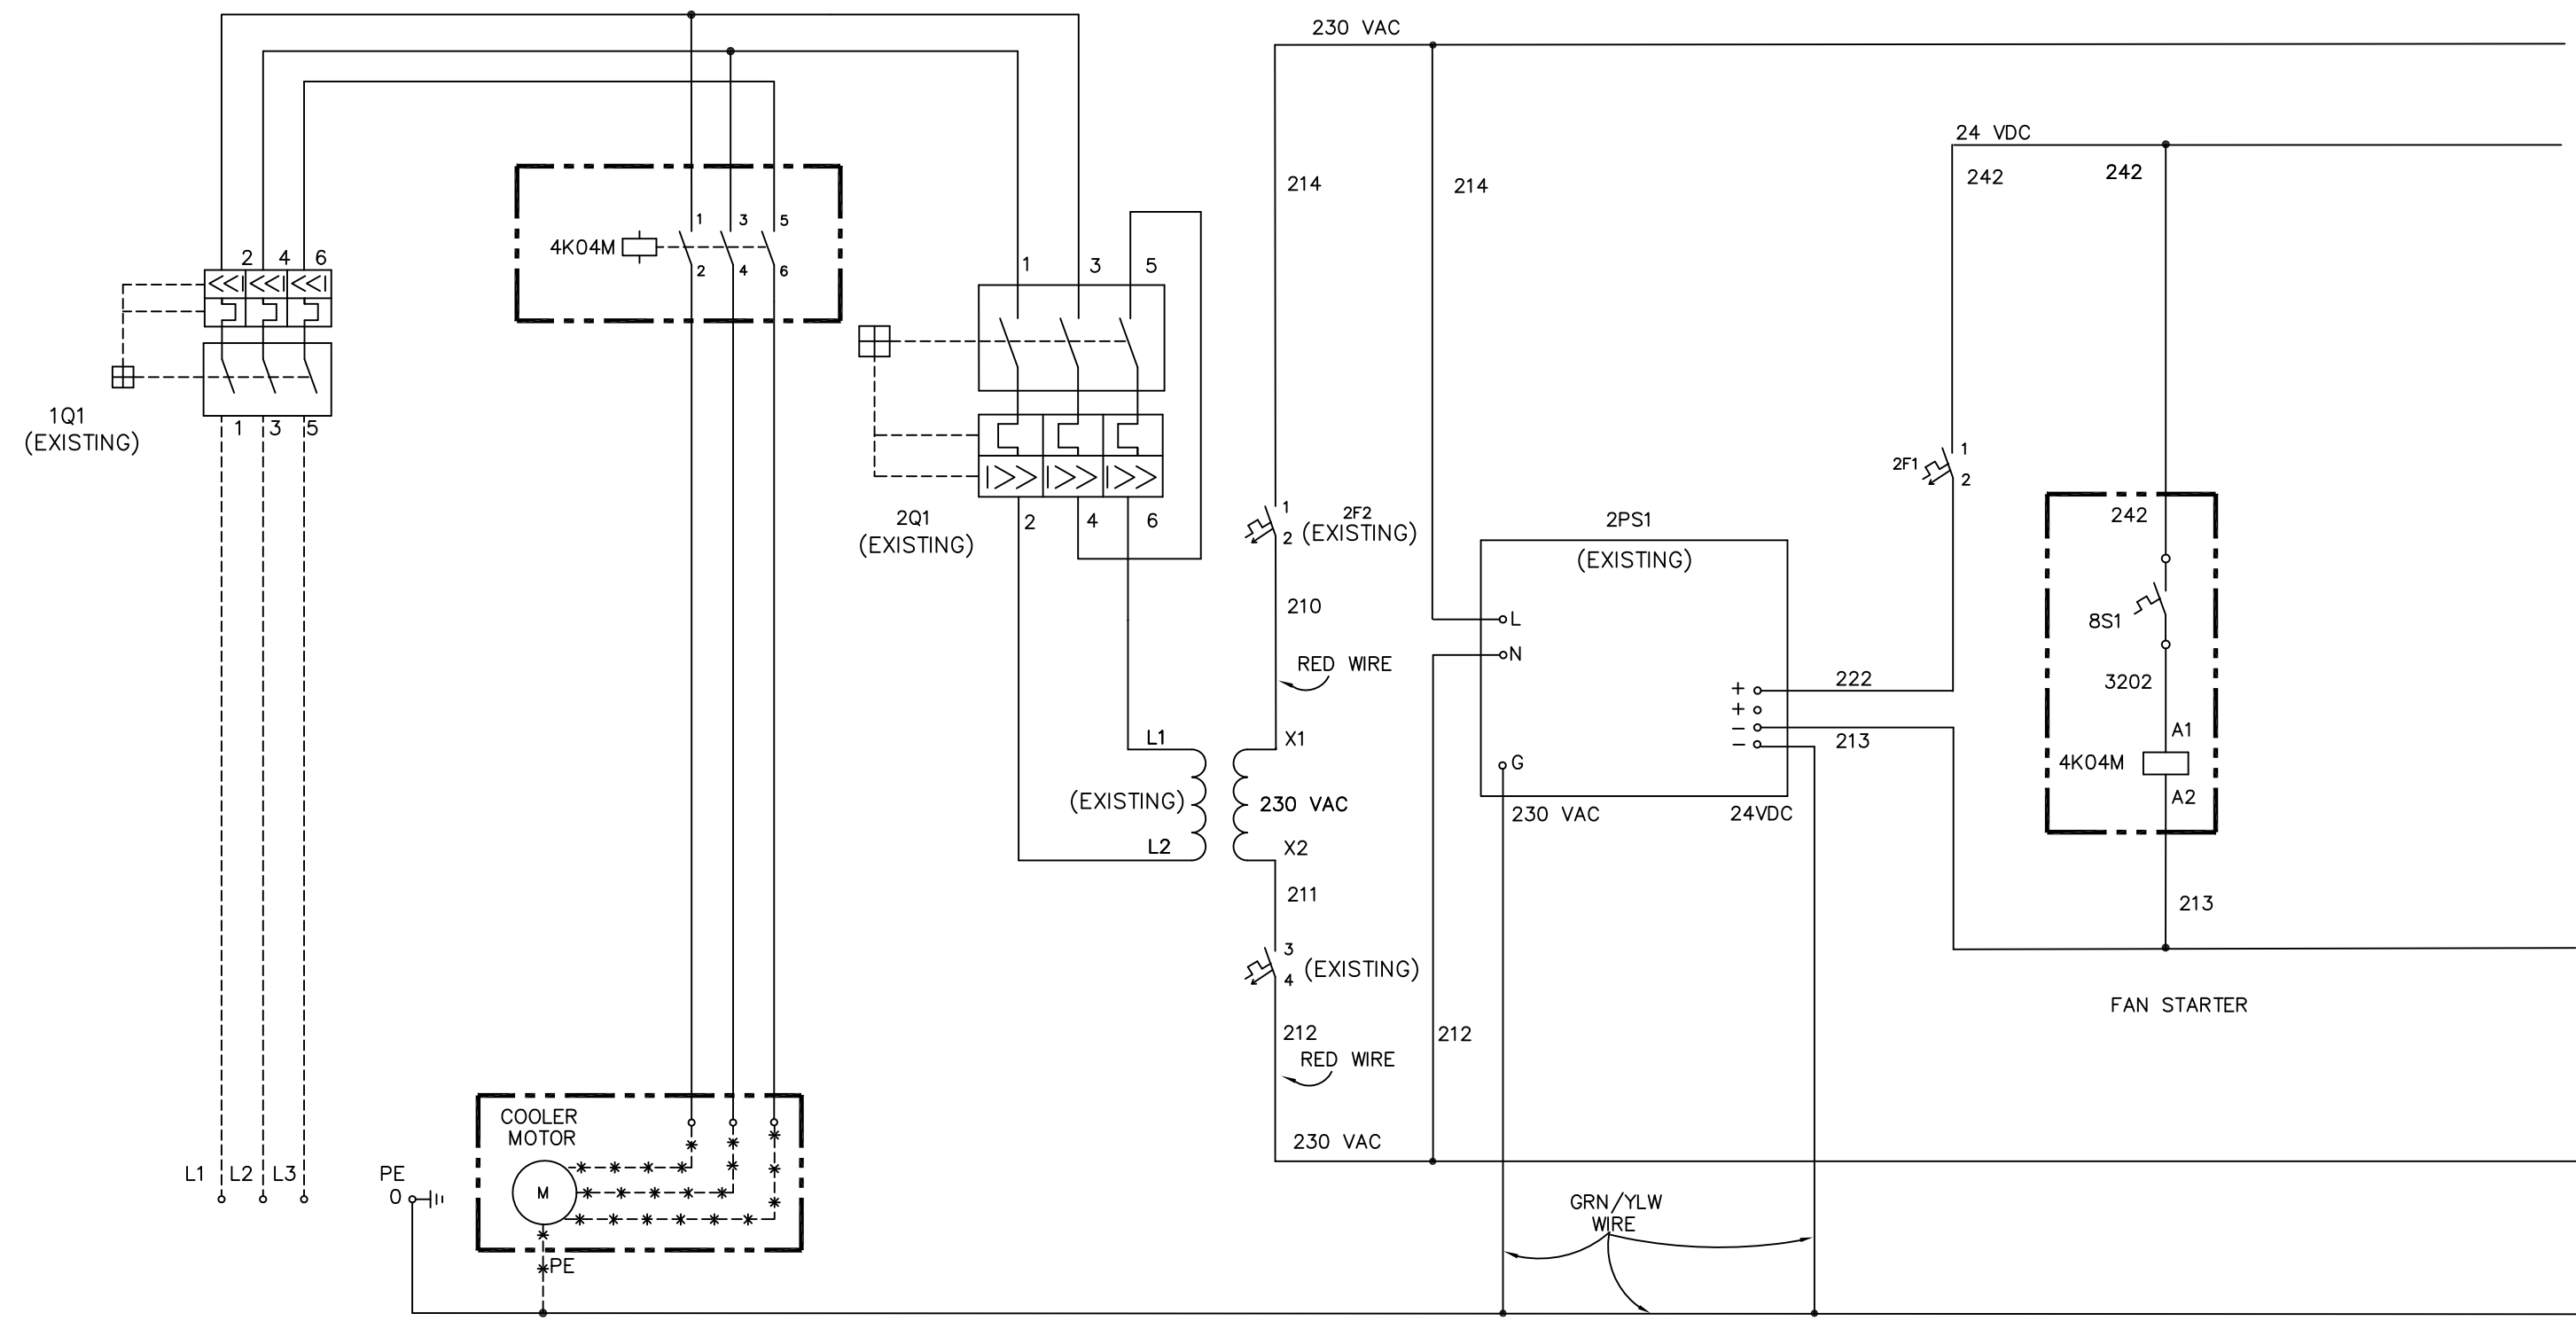 230 VAC
24 VDC
242
242
214
214
1 3 5
4K04M
2 4 6
2 4 6
1 3 5
1Q1
(EXISTING)
1 3 5
2Q1
(EXISTING)
2 4 6
1
2
2F2
(EXISTING)
210
RED WIRE
2PS1
(EXISTING)
L
N
G
+
+
−
−
222
213
230 VAC
24VDC
2F1
1
2
242
8S1
3202
A1
4K04M
A2
213
FAN STARTER
L1
(EXISTING)
L2
X1
230 VAC
X2
211
3
4
(EXISTING)
212
RED WIRE
212
230 VAC
COOLER
MOTOR
M
PE
L1 L2 L3
PE
O
GRN/YLW
WIRE